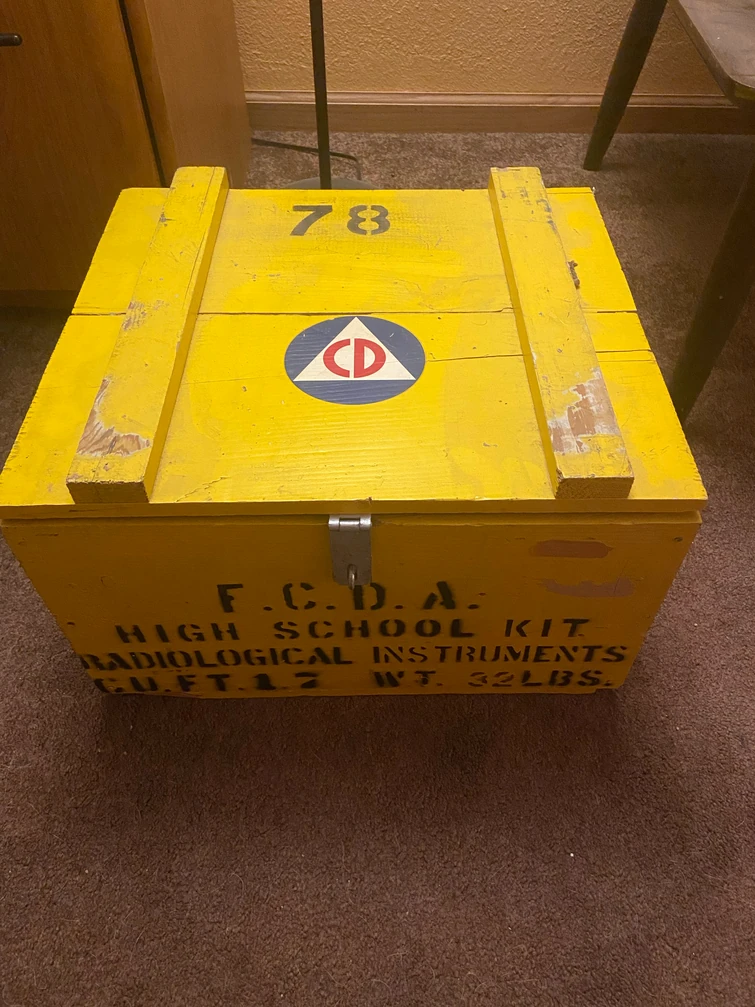 78
CD
F.C.D.A.
HIGH SCHOOL KIT
RADIOLOGICAL INSTRUMENTS
CU.FT.1.7 WT. 32LBS.